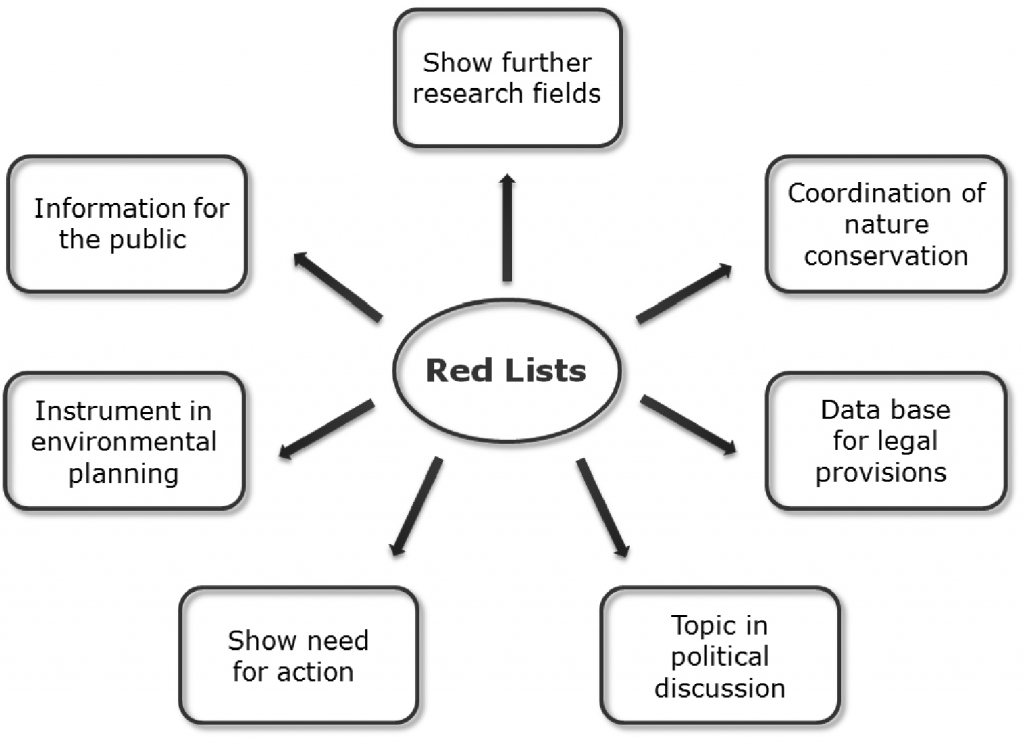 Show further
research fields
Information for
the public
Coordination of
nature
conservation
Red Lists
Instrument in
environmental
planning
Data base
for legal
provisions
Show need
for action
Topic in
political
discussion